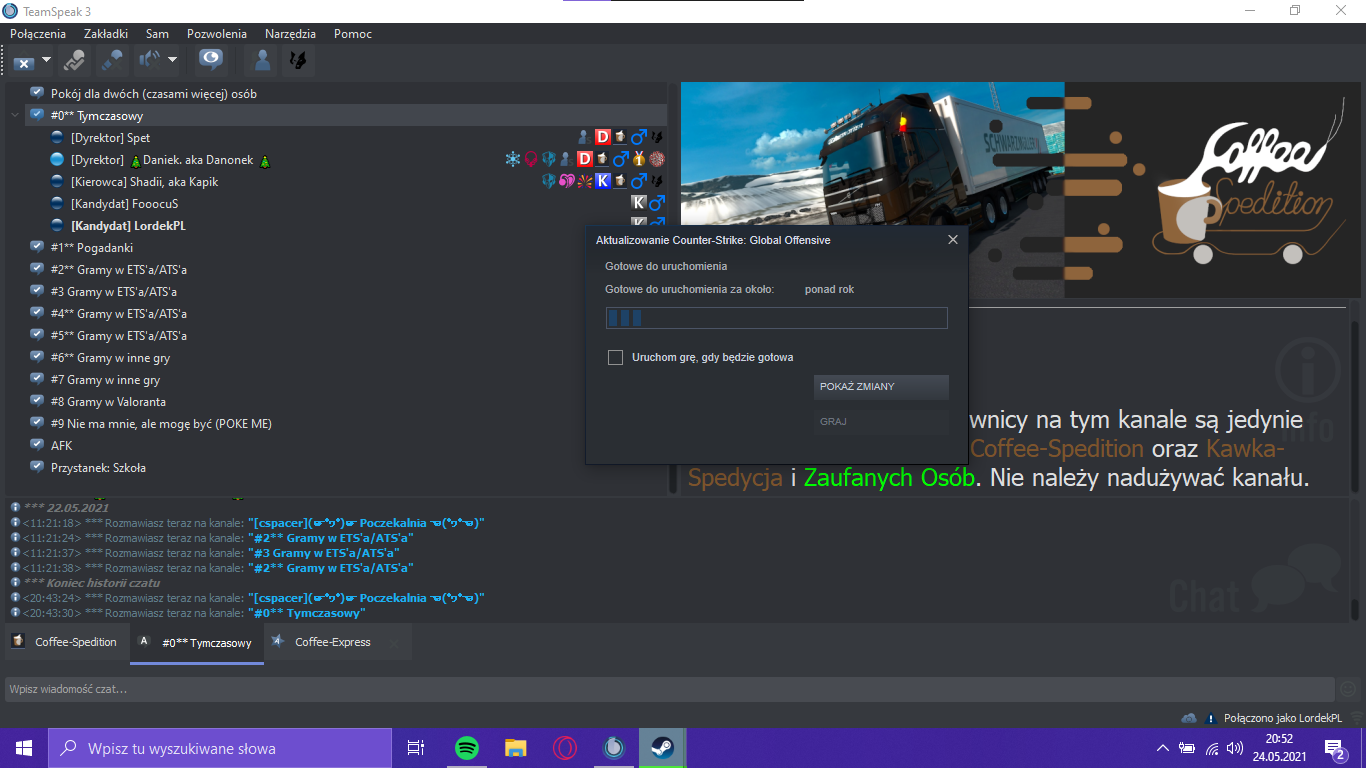 TeamSpeak 3
Połączenia Zakładki Sam Pozwolenia Narzędzia Pomoc
Pokój dla dwóch (czasami więcej) osób
#0** Tymczasowy
[Dyrektor] Spet
[Dyrektor] 🎄Daniek. aka Danonek 🎄
[Kierowca] Shadii, aka Kapik
[Kandydat] FooocuS
[Kandydat] LordekPL
#1** Pogadanki
#2** Gramy w ETS'a/ATS'a
#3 Gramy w ETS'a/ATS'a
#4** Gramy w ETS'a/ATS'a
#5** Gramy w ETS'a/ATS'a
#6** Gramy w inne gry
#7 Gramy w inne gry
#8 Gramy w Valoranta
#9 Nie ma mnie, ale mogę być (POKE ME)
AFK
Przystanek: Szkoła
D
D
K
K
SCHWARZMÜLLER
Coffee
Spedition
Aktualizowanie Counter-Strike: Global Offensive
Gotowe do uruchomienia
Gotowe do uruchomienia za około: ponad rok
Uruchom grę, gdy będzie gotowa
POKAŻ ZMIANY
GRAJ
Info
wnicy na tym kanale są jedynie
Coffee-Spedition oraz Kawka-
Spedycja i Zaufanych Osób. Nie należy nadużywać kanału.
*** 22.05.2021
<11:21:18> *** Rozmawiasz teraz na kanale: "[cspacer](☛°ヮ°)☛ Poczekalnia ☚(°ヮ°☚)"
<11:21:24> *** Rozmawiasz teraz na kanale: "#2** Gramy w ETS'a/ATS'a"
<11:21:37> *** Rozmawiasz teraz na kanale: "#3 Gramy w ETS'a/ATS'a"
<11:21:38> *** Rozmawiasz teraz na kanale: "#2** Gramy w ETS'a/ATS'a"
*** Koniec historii czatu
<20:43:24> *** Rozmawiasz teraz na kanale: "[cspacer](☛°ヮ°)☛ Poczekalnia ☚(°ヮ°☚)"
<20:43:30> *** Rozmawiasz teraz na kanale: "#0** Tymczasowy"
Chat
Coffee-Spedition A #0** Tymczasowy Coffee-Express
Wpisz wiadomość czat...
Połączono jako LordekPL
Wpisz tu wyszukiwane słowa
20:52
24.05.2021
2